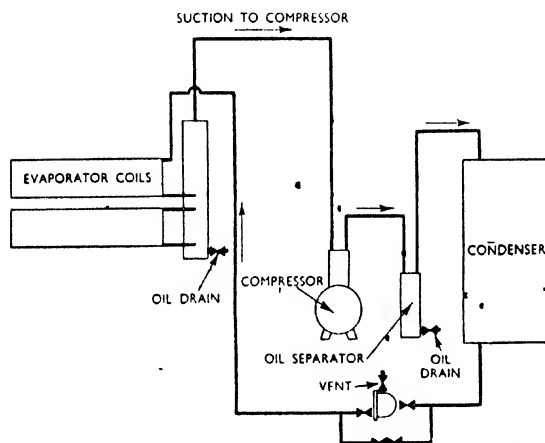 SUCTION TO COMPRESSOR
EVAPORATOR COILS
CONDENSER
OIL DRAIN
COMPRESSOR
OIL SEPARATOR
OIL
DRAIN
VENT